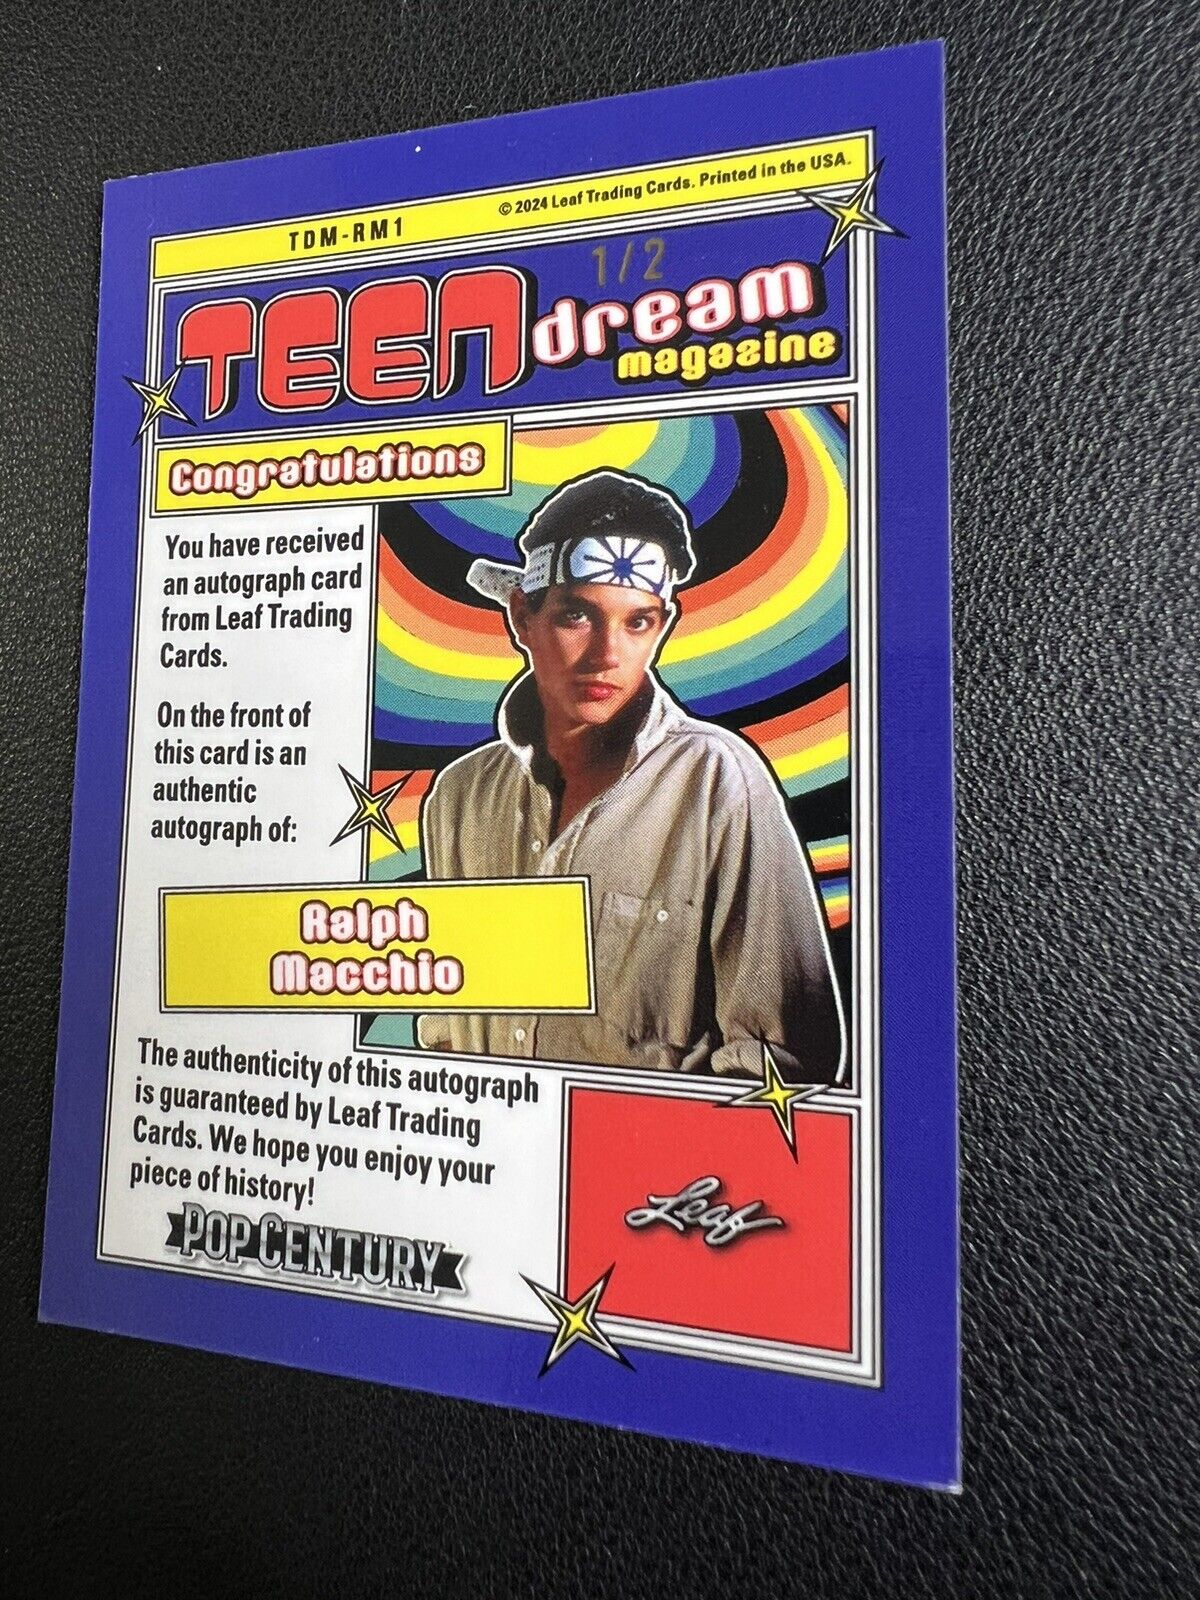 TDM-RM1
© 2024 Leaf Trading Cards. Printed in the USA.
1/2
TEEN dream
magazine
Congratulations
You have received
an autograph card
from Leaf Trading
Cards.
On the front of
this card is an
authentic
autograph of:
Ralph
Macchio
The authenticity of this autograph
is guaranteed by Leaf Trading
Cards. We hope you enjoy your
piece of history!
POP CENTURY
Leaf